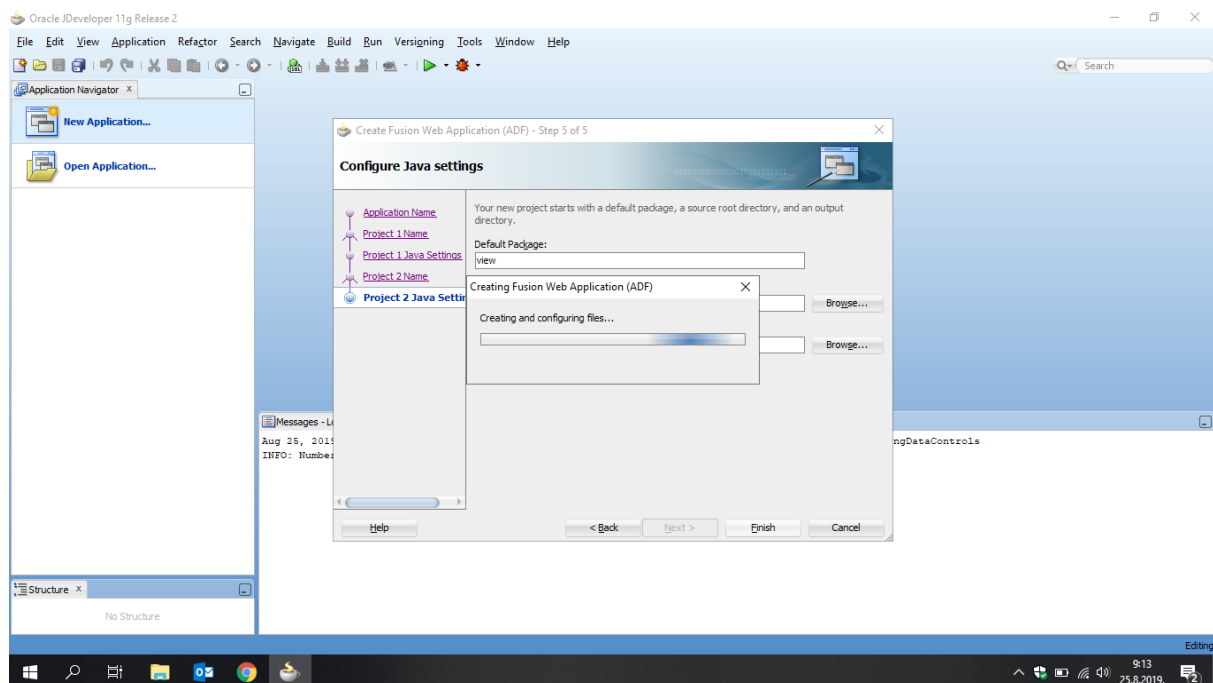 Oracle JDeveloper 11g Release 2
File Edit View Application Refactor Search Navigate Build Run Versioning Tools Window Help
Search
Application Navigator
New Application...
Open Application...
Create Fusion Web Application (ADF) - Step 5 of 5
Configure Java settings
Application Name
Project 1 Name
Project 1 Java Settings
Project 2 Name
Project 2 Java Settin
Your new project starts with a default package, a source root directory, and an output
directory.
Default Package:
view
Creating Fusion Web Application (ADF)
Creating and configuring files...
Browse...
Browse...
Help
< Back
Next >
Finish
Cancel
Messages - Lo
Aug 25, 2019
ngDataControls
INFO: Number
Structure
No Structure
Editing
9:13
25.8.2019.
2